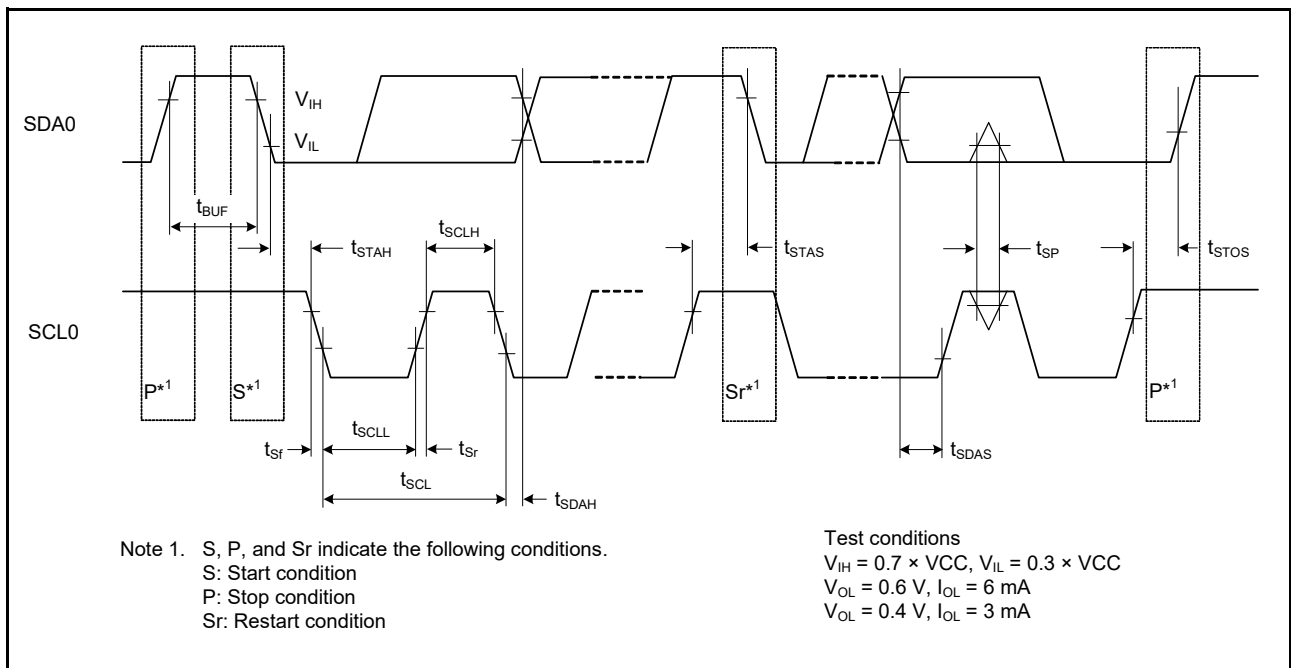 SDA0
V_IH
V_IL
t_BUF
t_STAH
t_SCLH
t_STAS
t_SP
t_STOS
SCL0
P*1
S*1
Sr*1
P*1
t_Sf
t_SCLL
t_Sr
t_SDAS
t_SCL
t_SDAH
Note 1. S, P, and Sr indicate the following conditions.
S: Start condition
P: Stop condition
Sr: Restart condition
Test conditions
V_IH = 0.7 × VCC, V_IL = 0.3 × VCC
V_OL = 0.6 V, I_OL = 6 mA
V_OL = 0.4 V, I_OL = 3 mA